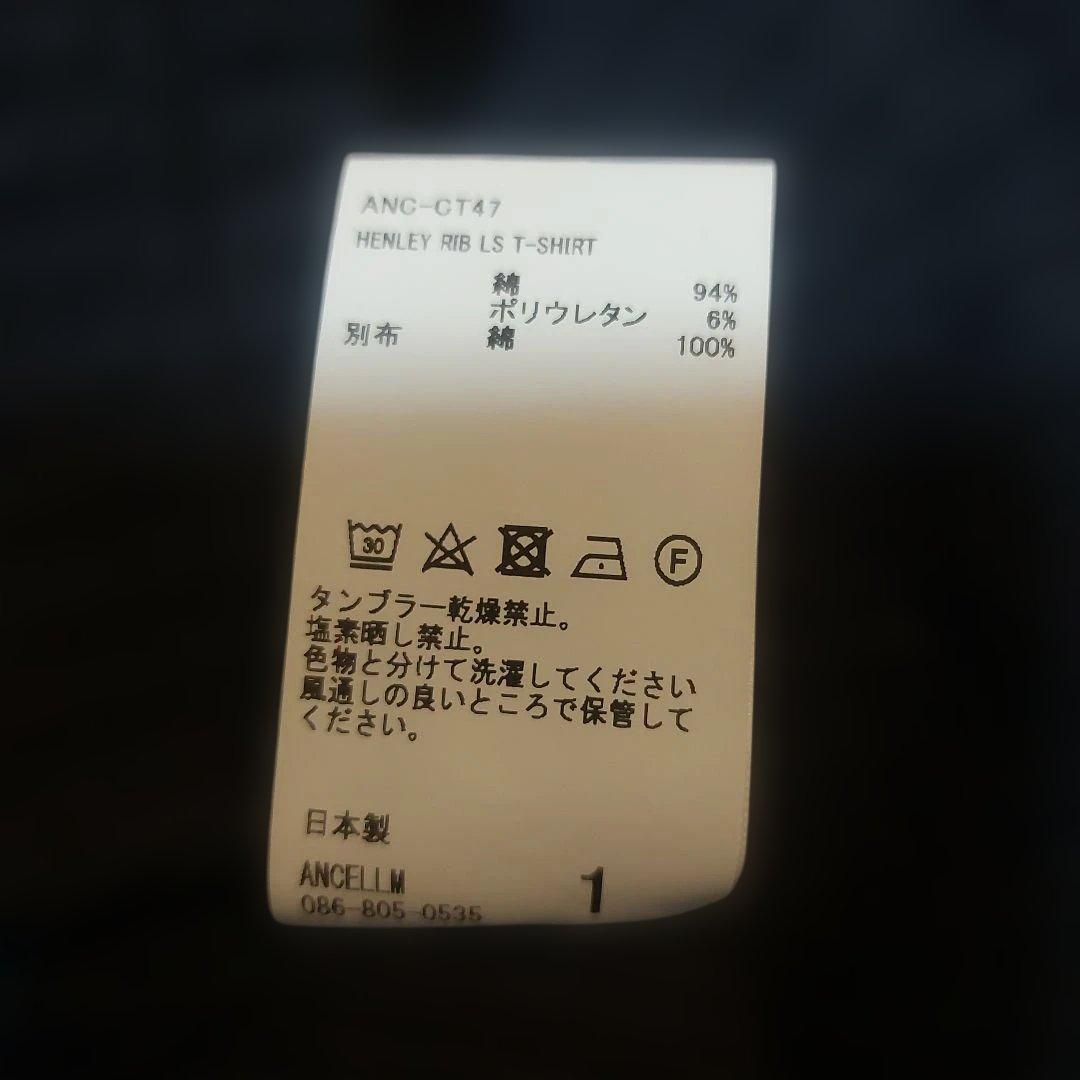 ANC-CT47
HENLEY RIB LS T-SHIRT
綿 94%
ポリウレタン 6%
別布 綿 100%
30 F
タンブラー乾燥禁止。
塩素晒し禁止。
色物と分けて洗濯してください
風通しの良いところで保管して
ください。
日本製
ANCELLM 1
086-805-0535